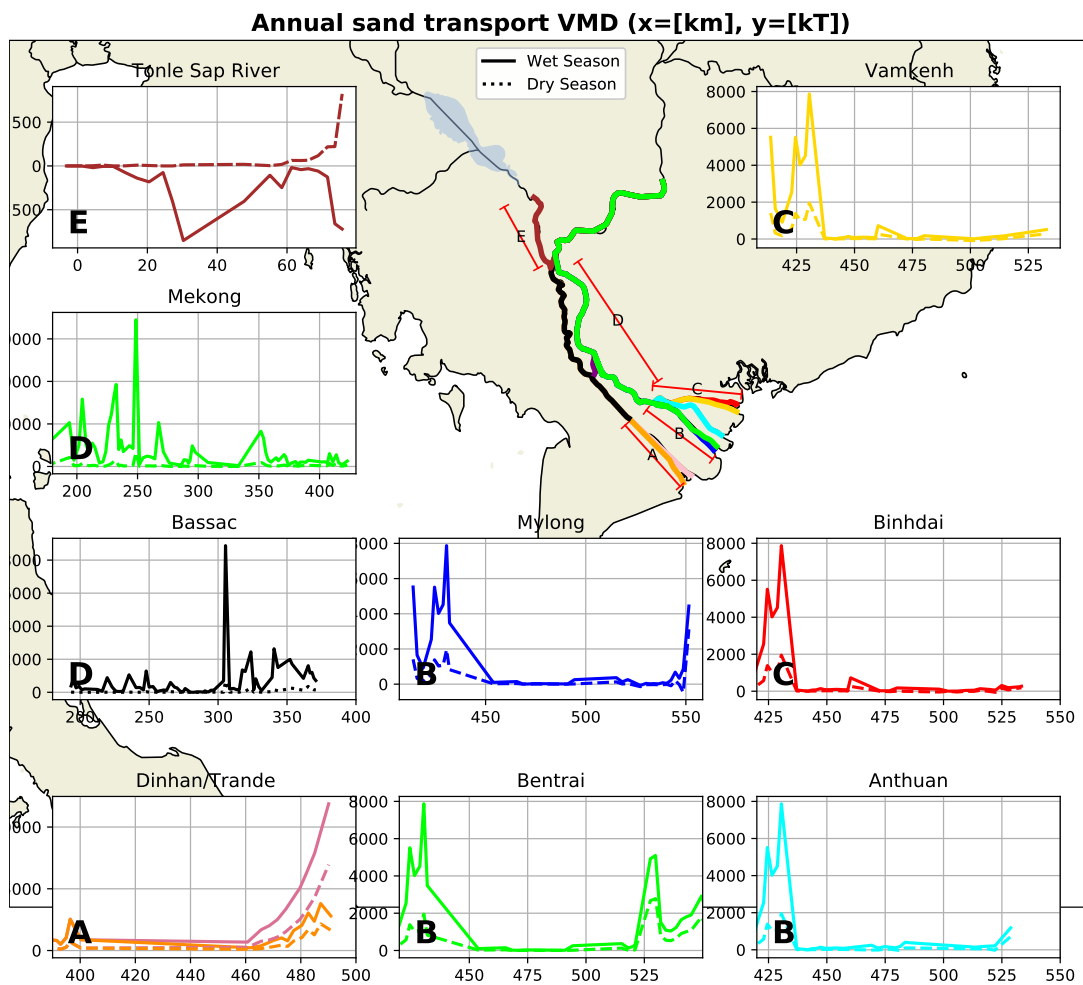 Annual sand transport VMD (x=[km], y=[kT])
Wet Season
Dry Season
Tonle Sap River
500
0
500
E
0 20 40 60
Vamkenh
8000
6000
4000
2000
0
C
425 450 475 500 525
E
D
C
B
A
Mekong
0
D
200 250 300 350 400
Bassac
0
D
200 250 300 350 400
Mylong
0
B
450 500 550
Binhdai
8000
6000
4000
2000
0
C
425 450 475 500 525 550
Dinhan/Trande
0
A
400 420 440 460 480 500
Bentrai
8000
6000
4000
2000
0
B
450 475 500 525
Anthuan
8000
6000
4000
2000
0
B
425 450 475 500 525 550